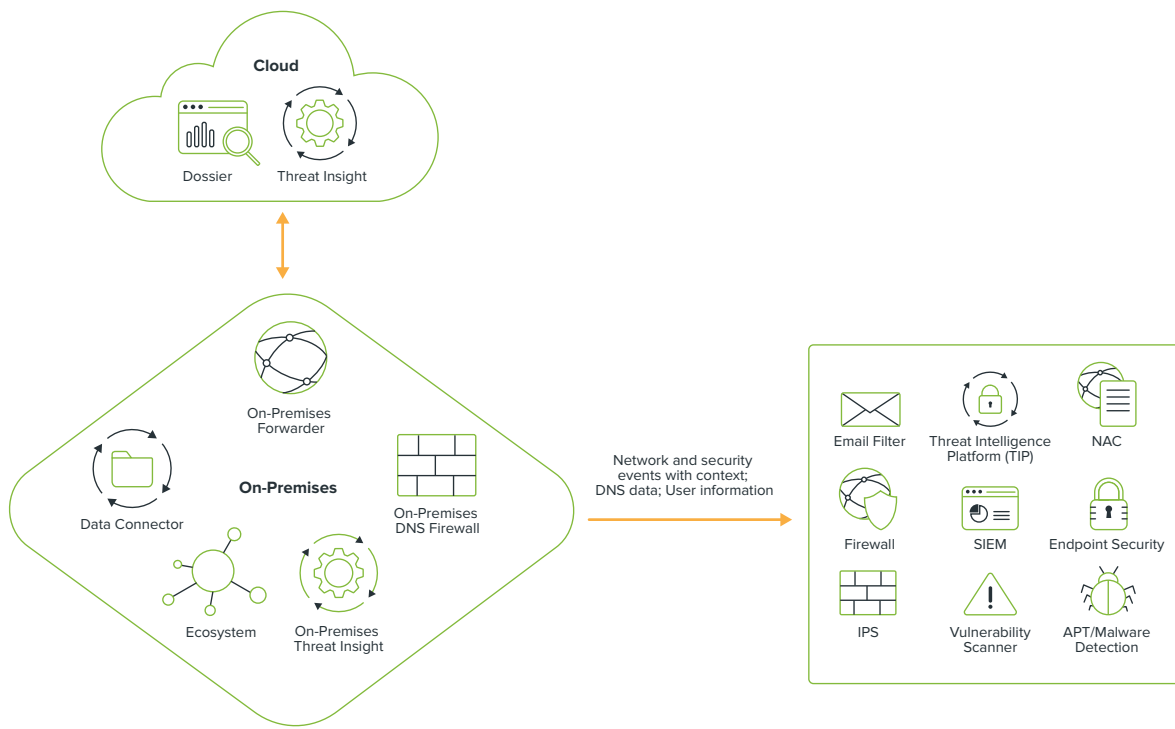 Cloud
Dossier
Threat Insight
On-Premises
Forwarder
Data Connector
On-Premises
On-Premises
DNS Firewall
Ecosystem
On-Premises
Threat Insight
Network and security
events with context;
DNS data; User information
Email Filter
Threat Intelligence
Platform (TIP)
NAC
Firewall
SIEM
Endpoint Security
IPS
Vulnerability
Scanner
APT/Malware
Detection